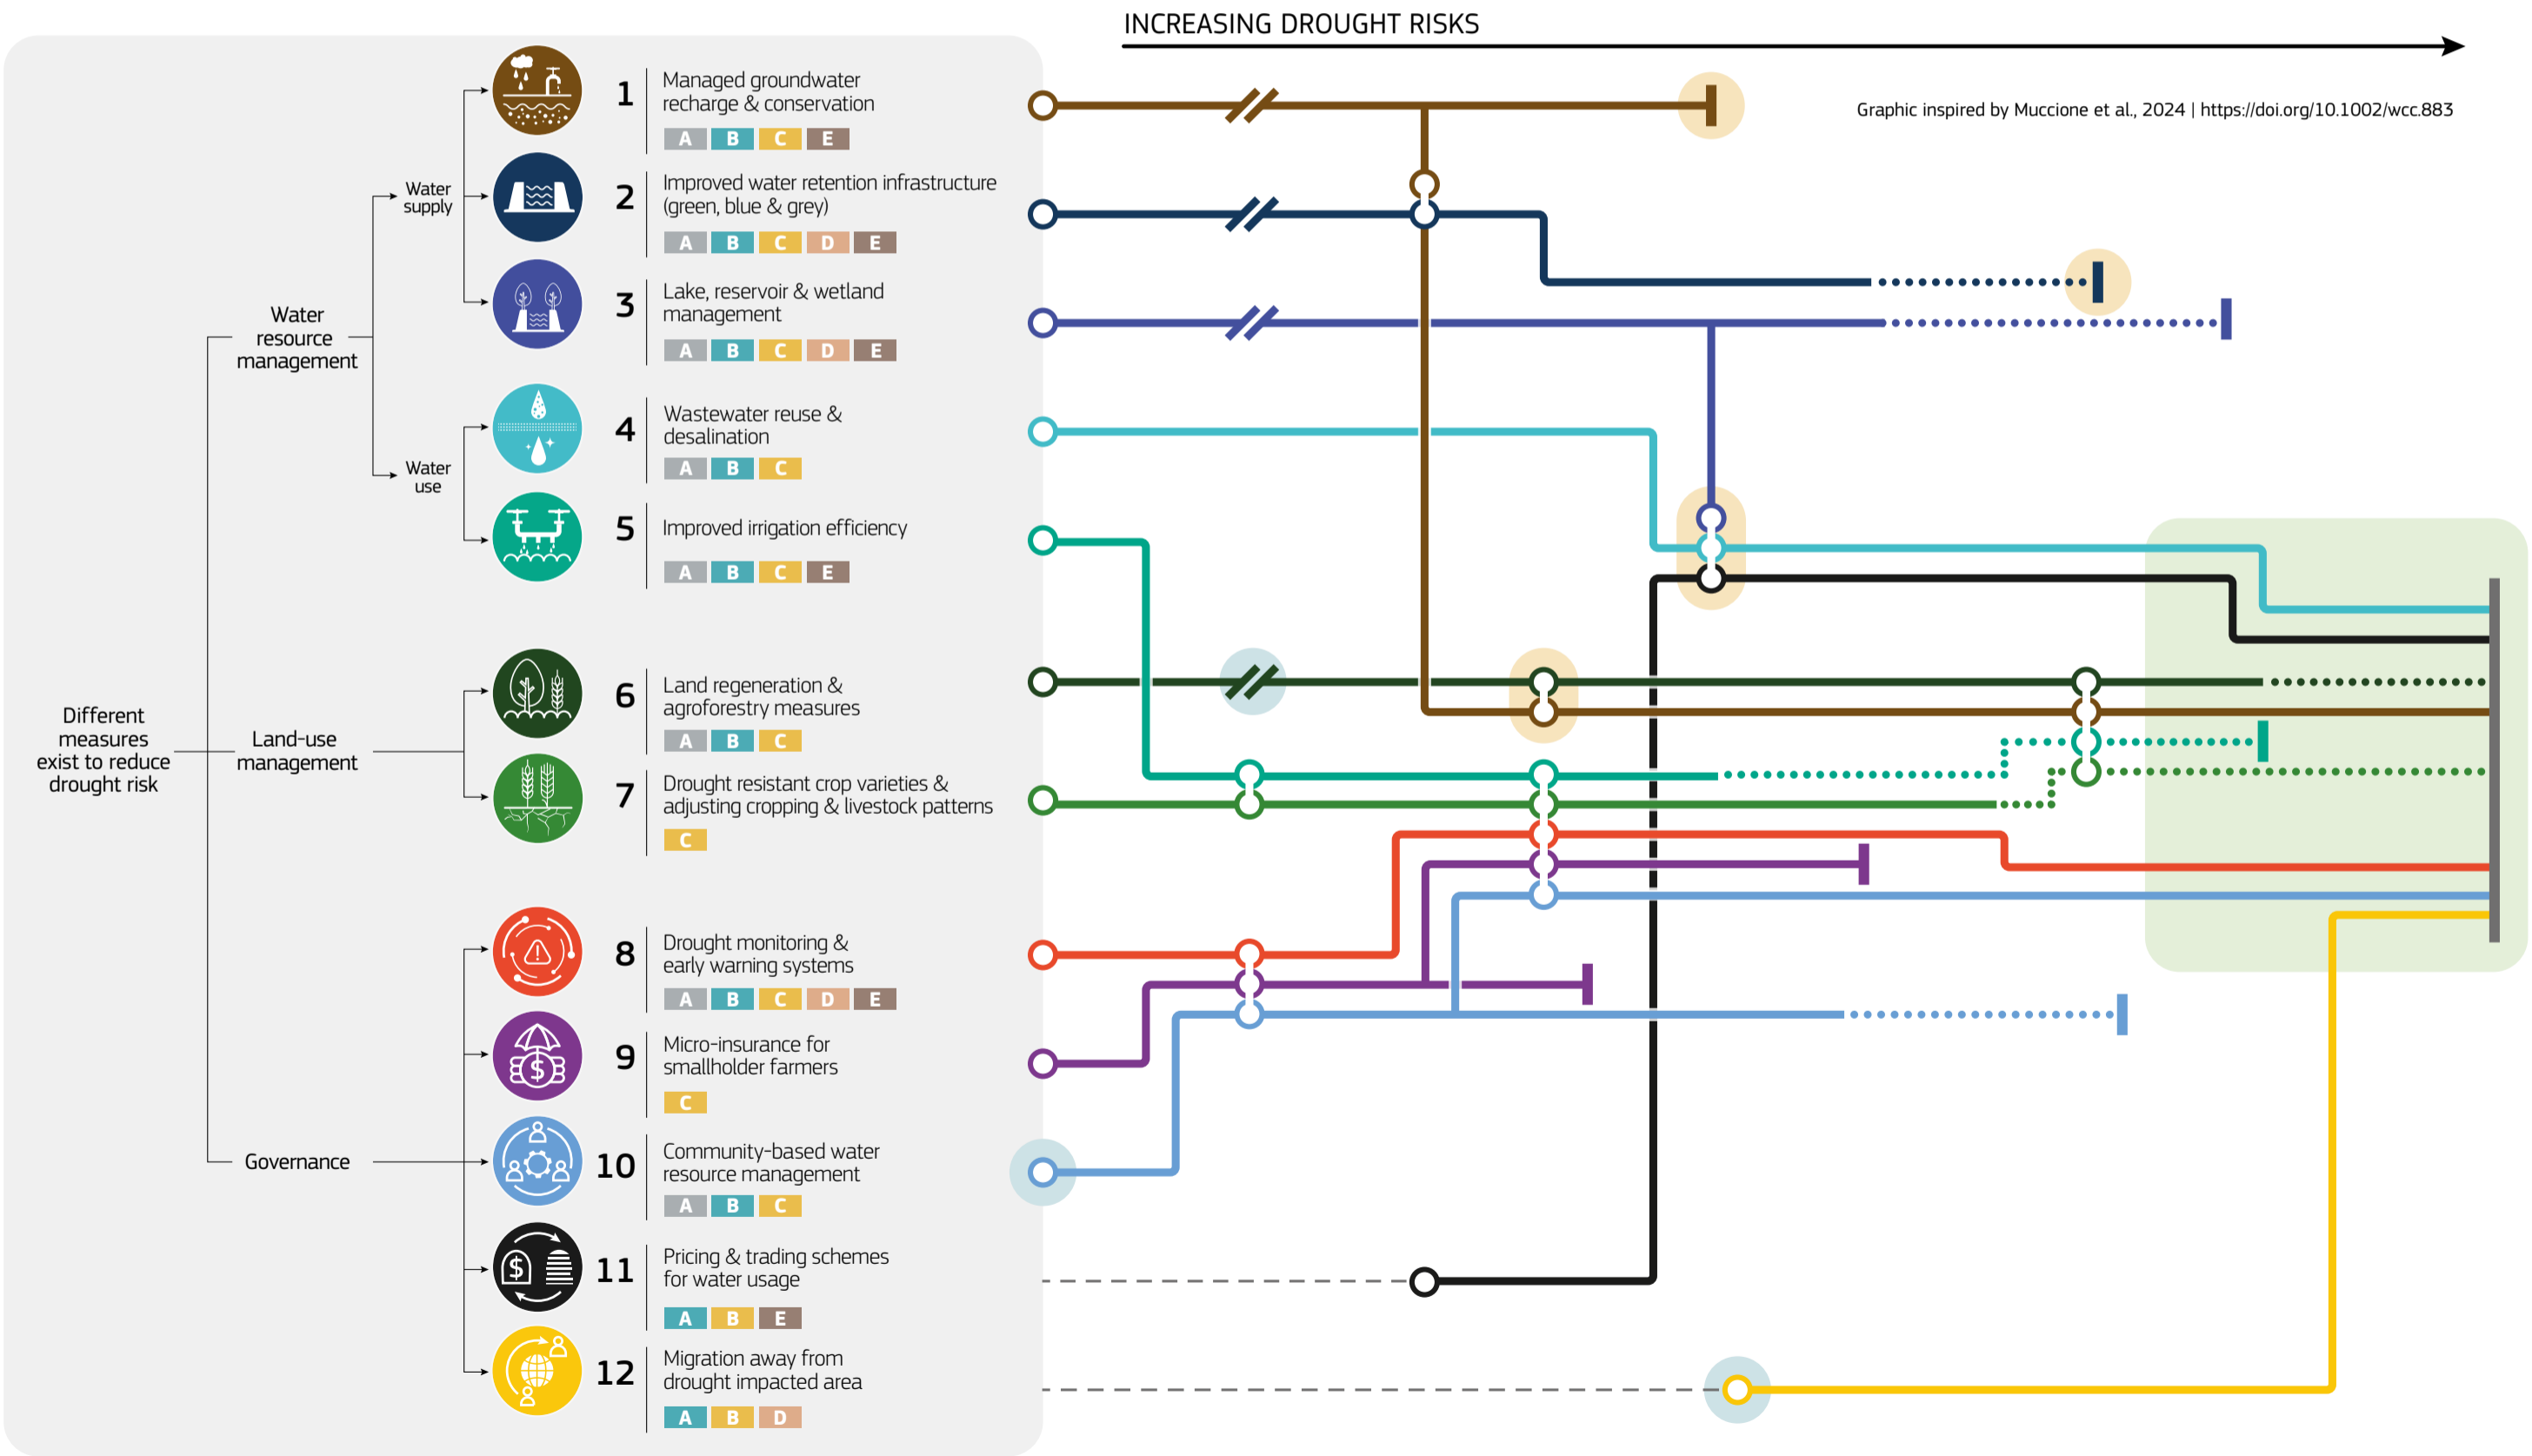 INCREASING DROUGHT RISKS
Graphic inspired by Muccione et al., 2024 | https://doi.org/10.1002/wcc.883
Different
measures
exist to reduce
drought risk
Water
resource
management
Water
supply
1
Managed groundwater
recharge & conservation
A B C E
2
Improved water retention infrastructure
(green, blue & grey)
A B C D E
3
Lake, reservoir & wetland
management
A B C D E
Water
use
4
Wastewater reuse &
desalination
A B C
5
Improved irrigation efficiency
A B C E
Land-use
management
6
Land regeneration &
agroforestry measures
A B C
7
Drought resistant crop varieties &
adjusting cropping & livestock patterns
C
Governance
8
Drought monitoring &
early warning systems
A B C D E
9
Micro-insurance for
smallholder farmers
C
$
10
Community-based water
resource management
A B C
11
Pricing & trading schemes
for water usage
A B E
$
12
Migration away from
drought impacted area
A B D